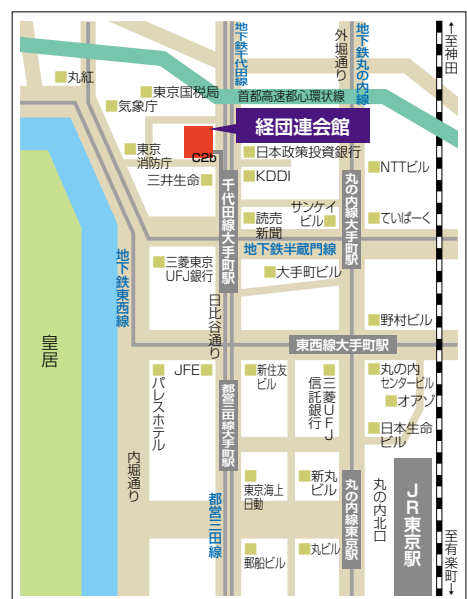 ←至神田
地下鉄千代田線
外堀通り
地下鉄丸の内線
丸紅
東京国税局
首都高速都心環状線
気象庁
経団連会館
東京
消防庁
C2b
日本政策投資銀行
NTTビル
三井生命
KDDI
千代田線大手町駅
丸の内線大手町駅
読売
新聞
サンケイ
ビル
ていぱーく
地下鉄東西線
地下鉄半蔵門線
三菱東京
UFJ銀行
大手町ビル
日比谷通り
野村ビル
皇居
東西線大手町駅
パレスホテル
JFE
都営三田線大手町駅
新住友
ビル
三菱UFJ
信託銀行
丸の内
センタービル
オアゾ
日本生命
ビル
内堀通り
都営三田線
東京海上
日動
新丸
ビル
丸の内線東京駅
丸の内北口
JR東京駅
郵船ビル
丸ビル
至有楽町→